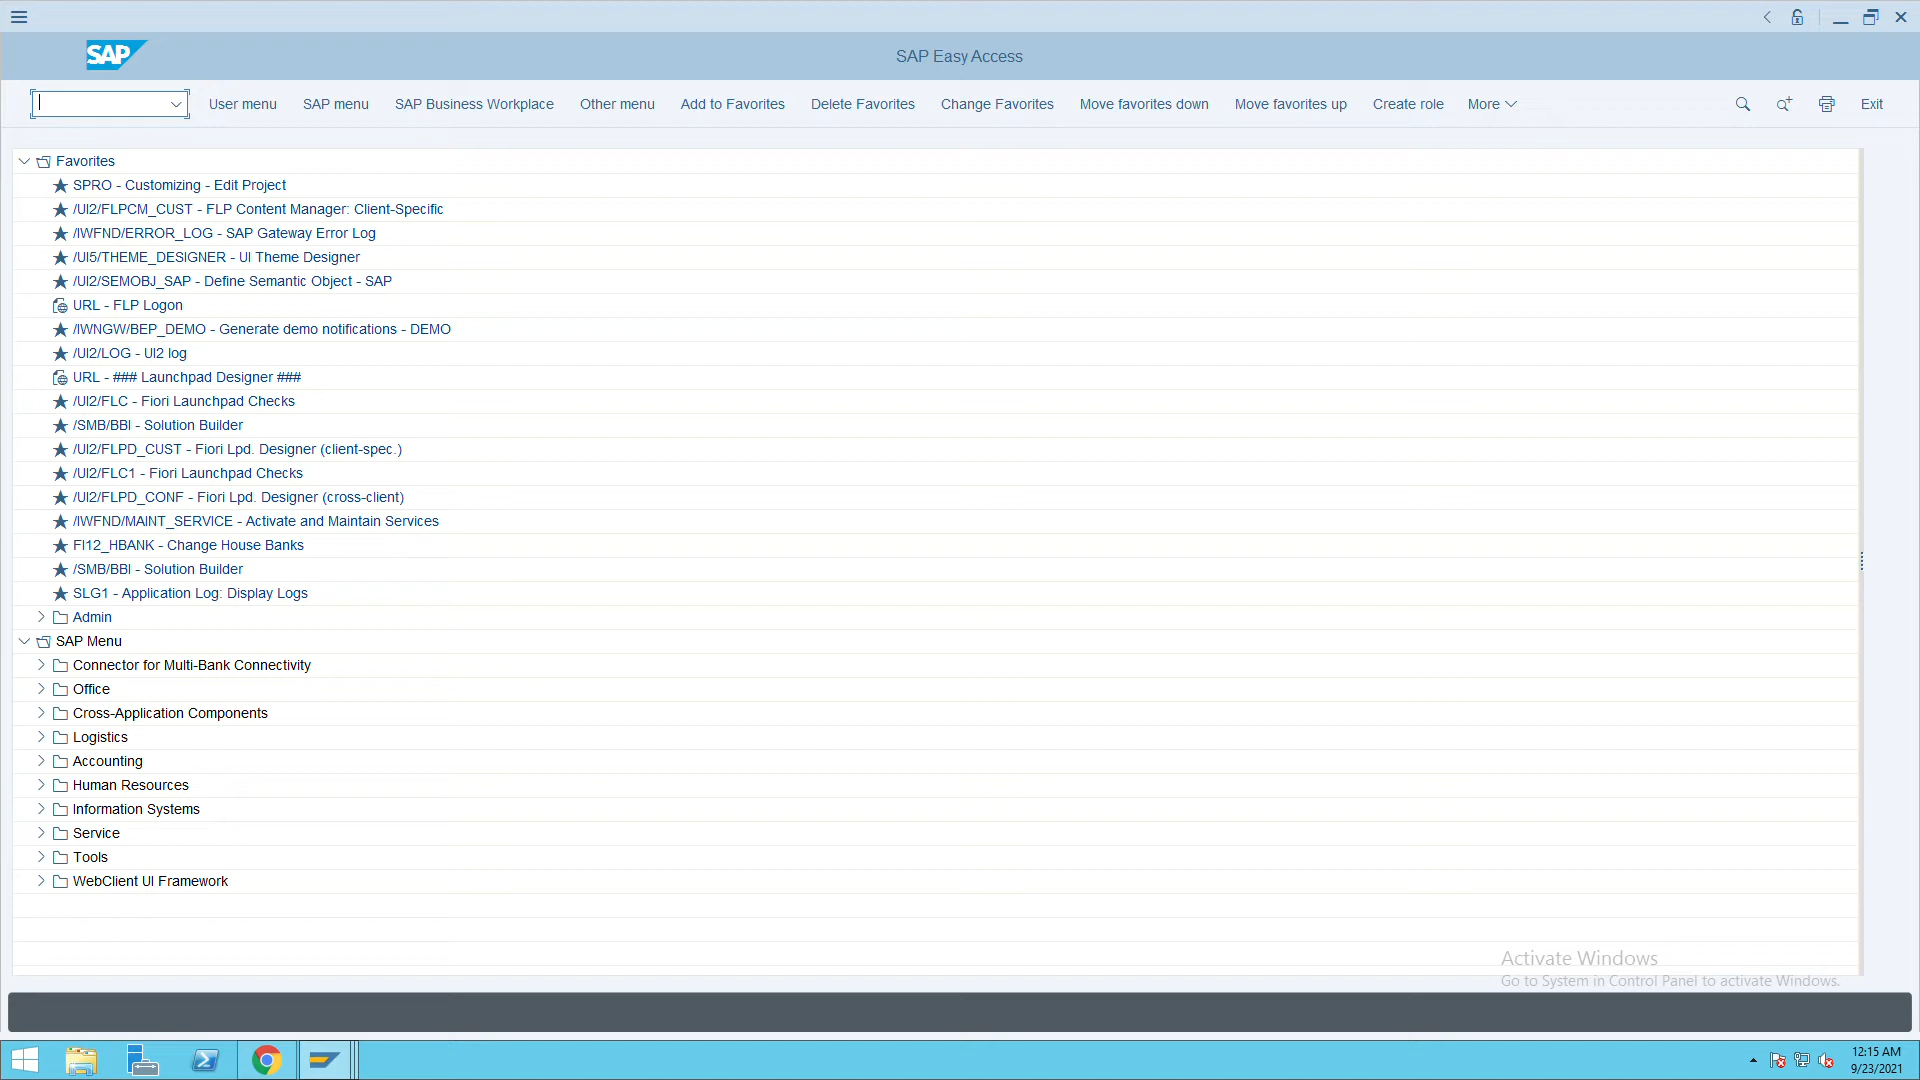 SAP Easy Access
SAP
User menu SAP menu SAP Business Workplace Other menu Add to Favorites Delete Favorites Change Favorites Move favorites down Move favorites up Create role More Exit
Favorites
SPRO - Customizing - Edit Project
/UI2/FLPCM_CUST - FLP Content Manager: Client-Specific
/IWFND/ERROR_LOG - SAP Gateway Error Log
/UI5/THEME_DESIGNER - UI Theme Designer
/UI2/SEMOBJ_SAP - Define Semantic Object - SAP
URL - FLP Logon
/IWNGW/BEP_DEMO - Generate demo notifications - DEMO
/UI2/LOG - UI2 log
URL - ### Launchpad Designer ###
/UI2/FLC - Fiori Launchpad Checks
/SMB/BBI - Solution Builder
/UI2/FLPD_CUST - Fiori Lpd. Designer (client-spec.)
/UI2/FLC1 - Fiori Launchpad Checks
/UI2/FLPD_CONF - Fiori Lpd. Designer (cross-client)
/IWFND/MAINT_SERVICE - Activate and Maintain Services
FI12_HBANK - Change House Banks
/SMB/BBI - Solution Builder
SLG1 - Application Log: Display Logs
Admin
SAP Menu
Connector for Multi-Bank Connectivity
Office
Cross-Application Components
Logistics
Accounting
Human Resources
Information Systems
Service
Tools
WebClient UI Framework
Activate Windows
Go to System in Control Panel to activate Windows.
12:15 AM
9/23/2021